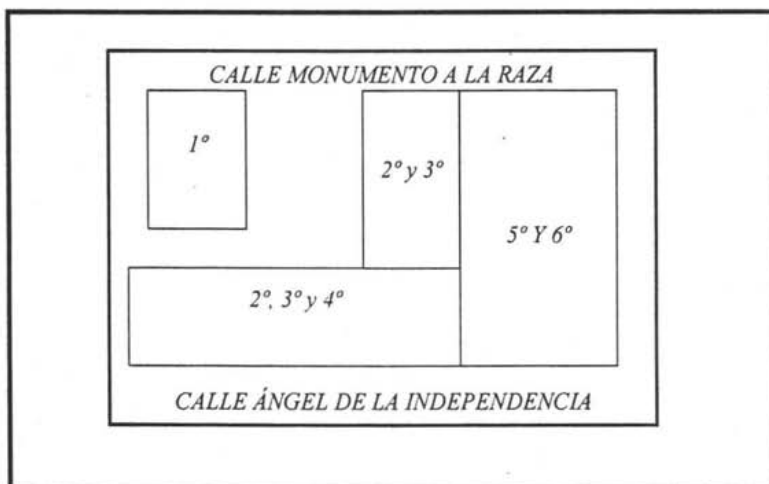 CALLE MONUMENTO A LA RAZA
1º
2º y 3º
5º Y 6º
2º, 3º y 4º
CALLE ÁNGEL DE LA INDEPENDENCIA